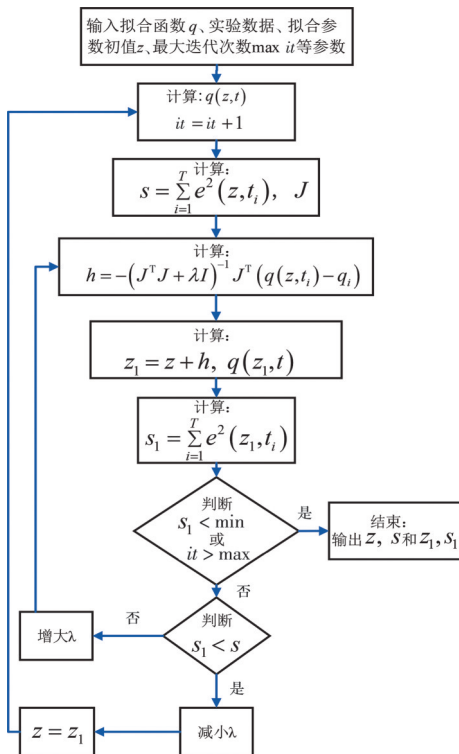 输入拟合函数q、实验数据、拟合参
数初值z、最大迭代次数max it等参数
计算:q(z,t)
it=it+1
计算:
s=∑_{i=1}^{T}e²(z,t_i), J
计算:
h=-(JᵀJ+λI)⁻¹Jᵀ(q(z,t_i)-q_i)
计算:
z₁=z+h, q(z₁,t)
计算:
s₁=∑_{i=1}^{T}e²(z₁,t_i)
判断
s₁<min
或
it>max
是
结束:
输出z, s和z₁,s₁
否
判断
s₁<s
否
增大λ
是
减小λ
z=z₁